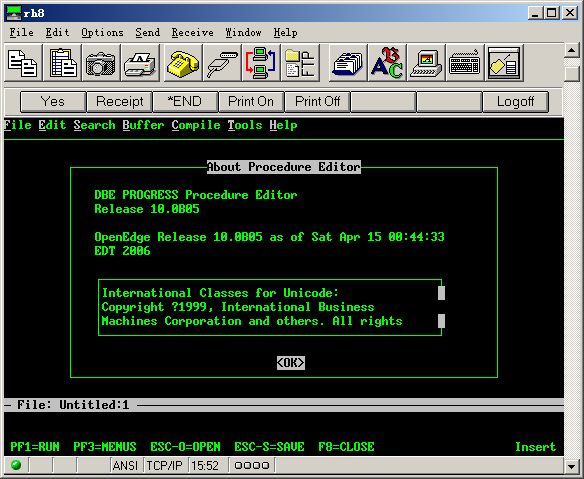 rh8
File Edit Options Send Receive Window Help
Yes Receipt *END Print On Print Off Logoff
File Edit Search Buffer Compile Tools Help
About Procedure Editor
DBE PROGRESS Procedure Editor
Release 10.0B05
OpenEdge Release 10.0B05 as of Sat Apr 15 00:44:33
EDT 2006
International Classes for Unicode:
Copyright ?1999, International Business
Machines Corporation and others. All rights
<OK>
File: Untitled:1
PF1=RUN PF3=MENUS ESC-O=OPEN ESC-S=SAVE F8=CLOSE Insert
ANSI TCP/IP 15:52